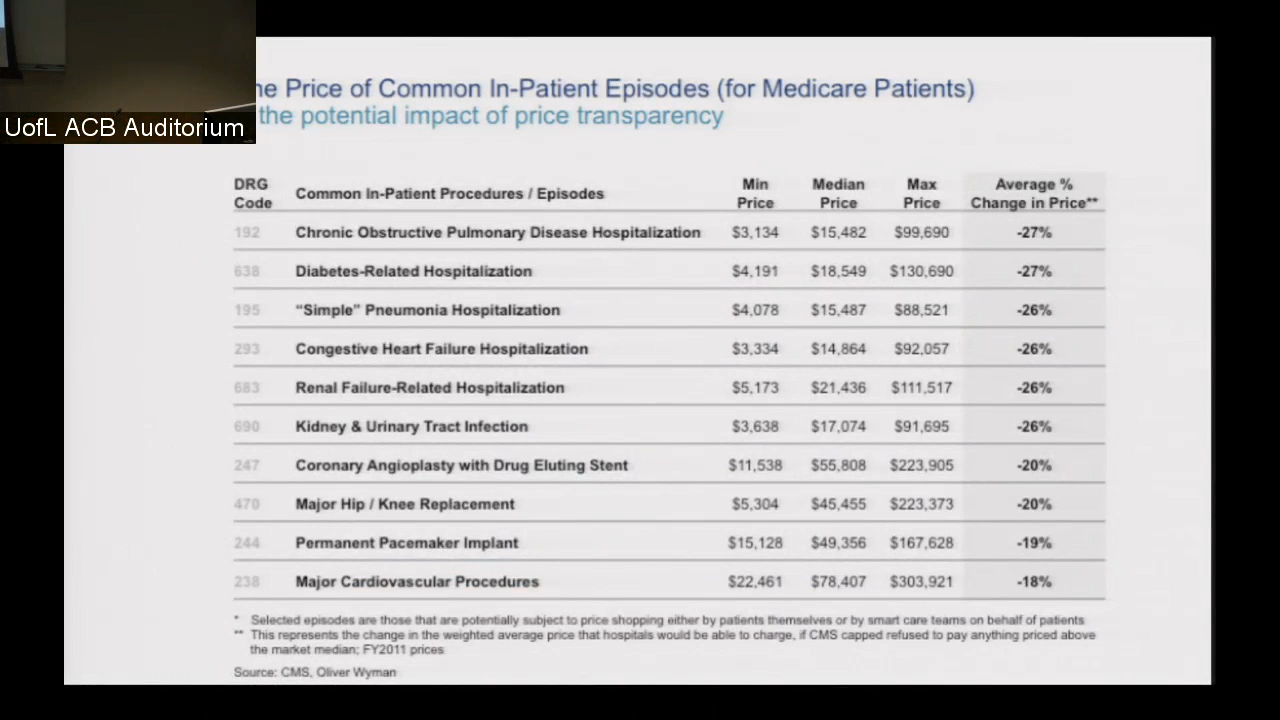 UofL ACB Auditorium
Price of Common In-Patient Episodes (for Medicare Patients)
the potential impact of price transparency
DRG Code Common In-Patient Procedures / Episodes Min Price Median Price Max Price Average % Change in Price**
192 Chronic Obstructive Pulmonary Disease Hospitalization $3,134 $15,482 $99,690 -27%
638 Diabetes-Related Hospitalization $4,191 $18,549 $130,690 -27%
195 “Simple” Pneumonia Hospitalization $4,078 $15,487 $88,521 -26%
293 Congestive Heart Failure Hospitalization $3,334 $14,864 $92,057 -26%
683 Renal Failure-Related Hospitalization $5,173 $21,436 $111,517 -26%
690 Kidney & Urinary Tract Infection $3,638 $17,074 $91,695 -26%
247 Coronary Angioplasty with Drug Eluting Stent $11,538 $55,808 $223,905 -20%
470 Major Hip / Knee Replacement $5,304 $45,455 $223,373 -20%
244 Permanent Pacemaker Implant $15,128 $49,356 $167,628 -19%
238 Major Cardiovascular Procedures $22,461 $78,407 $303,921 -18%
* Selected episodes are those that are potentially subject to price shopping either by patients themselves or by smart care teams on behalf of patients
** This represents the change in the weighted average price that hospitals would be able to charge, if CMS capped refused to pay anything priced above
the market median; FY2011 prices
Source: CMS, Oliver Wyman